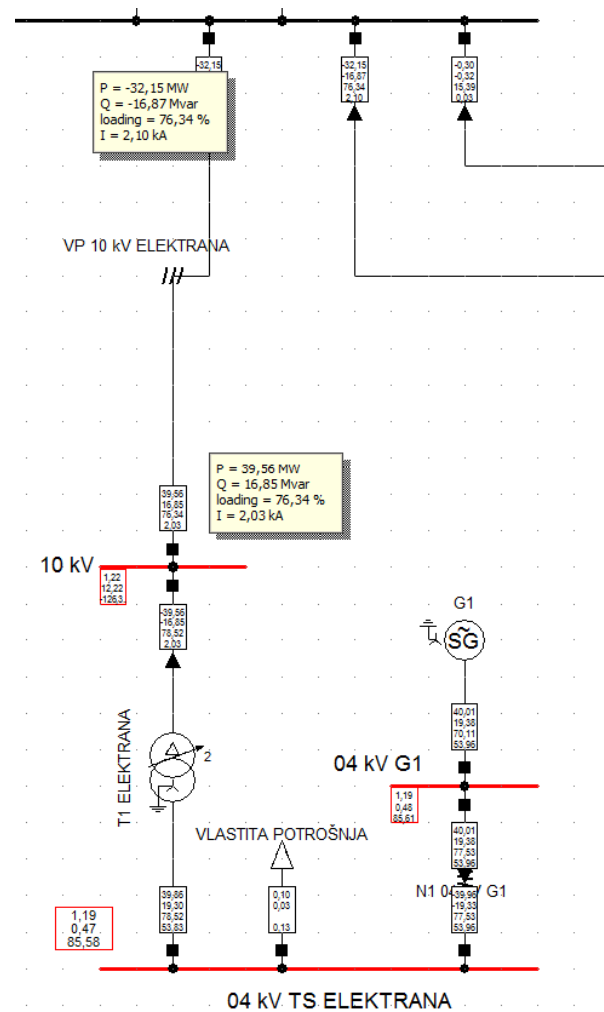 -32,15
P = -32,15 MW
Q = -16,87 Mvar
loading = 76,34 %
I = 2,10 kA
-32,15
-16,87
76,34
2,10
-0,30
-0,32
15,39
0,03
VP 10 kV ELEKTRANA
P = 39,56 MW
Q = 16,85 Mvar
loading = 76,34 %
I = 2,03 kA
39,56
16,85
76,34
2,03
10 kV
1,22
12,22
-126,3
-39,56
-16,85
78,52
2,03
G1
SG
~
40,01
19,38
70,11
53,96
T1 ELEKTRANA
2
04 kV G1
1,19
0,48
85,61
40,01
19,38
77,53
53,96
VLASTITA POTROŠNJA
N1 04 V G1
-39,96
-19,33
77,53
53,96
39,86
19,30
78,52
53,83
0,10
0,03
0,13
1,19
0,47
85,58
04 kV TS ELEKTRANA